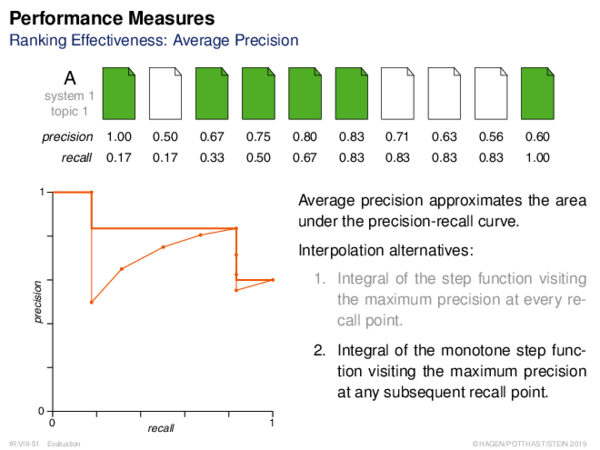 Performance Measures
Ranking Effectiveness: Average Precision
A
system 1
topic 1
precision 1.00 0.50 0.67 0.75 0.80 0.83 0.71 0.63 0.56 0.60
recall 0.17 0.17 0.33 0.50 0.67 0.83 0.83 0.83 0.83 1.00
1
precision
0
0
recall
1
Average precision approximates the area
under the precision-recall curve.
Interpolation alternatives:
1. Integral of the step function visiting
the maximum precision at every re-
call point.
2. Integral of the monotone step func-
tion visiting the maximum precision
at any subsequent recall point.
IR:VIII-51 Evaluation
©HAGEN/POTTHAST/STEIN 2019